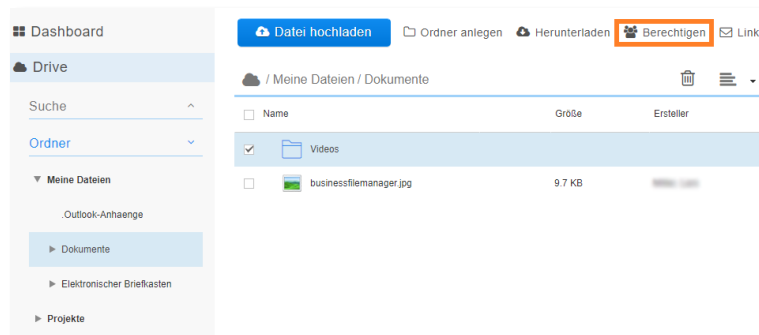 Dashboard
Drive
Suche
Ordner
Meine Dateien
.Outlook-Anhaenge
Dokumente
Elektronischer Briefkasten
Projekte
Datei hochladen Ordner anlegen Herunterladen Berechtigen Link
/ Meine Dateien / Dokumente
Name Größe Ersteller
Videos
businessfilemanager.jpg 9.7 KB